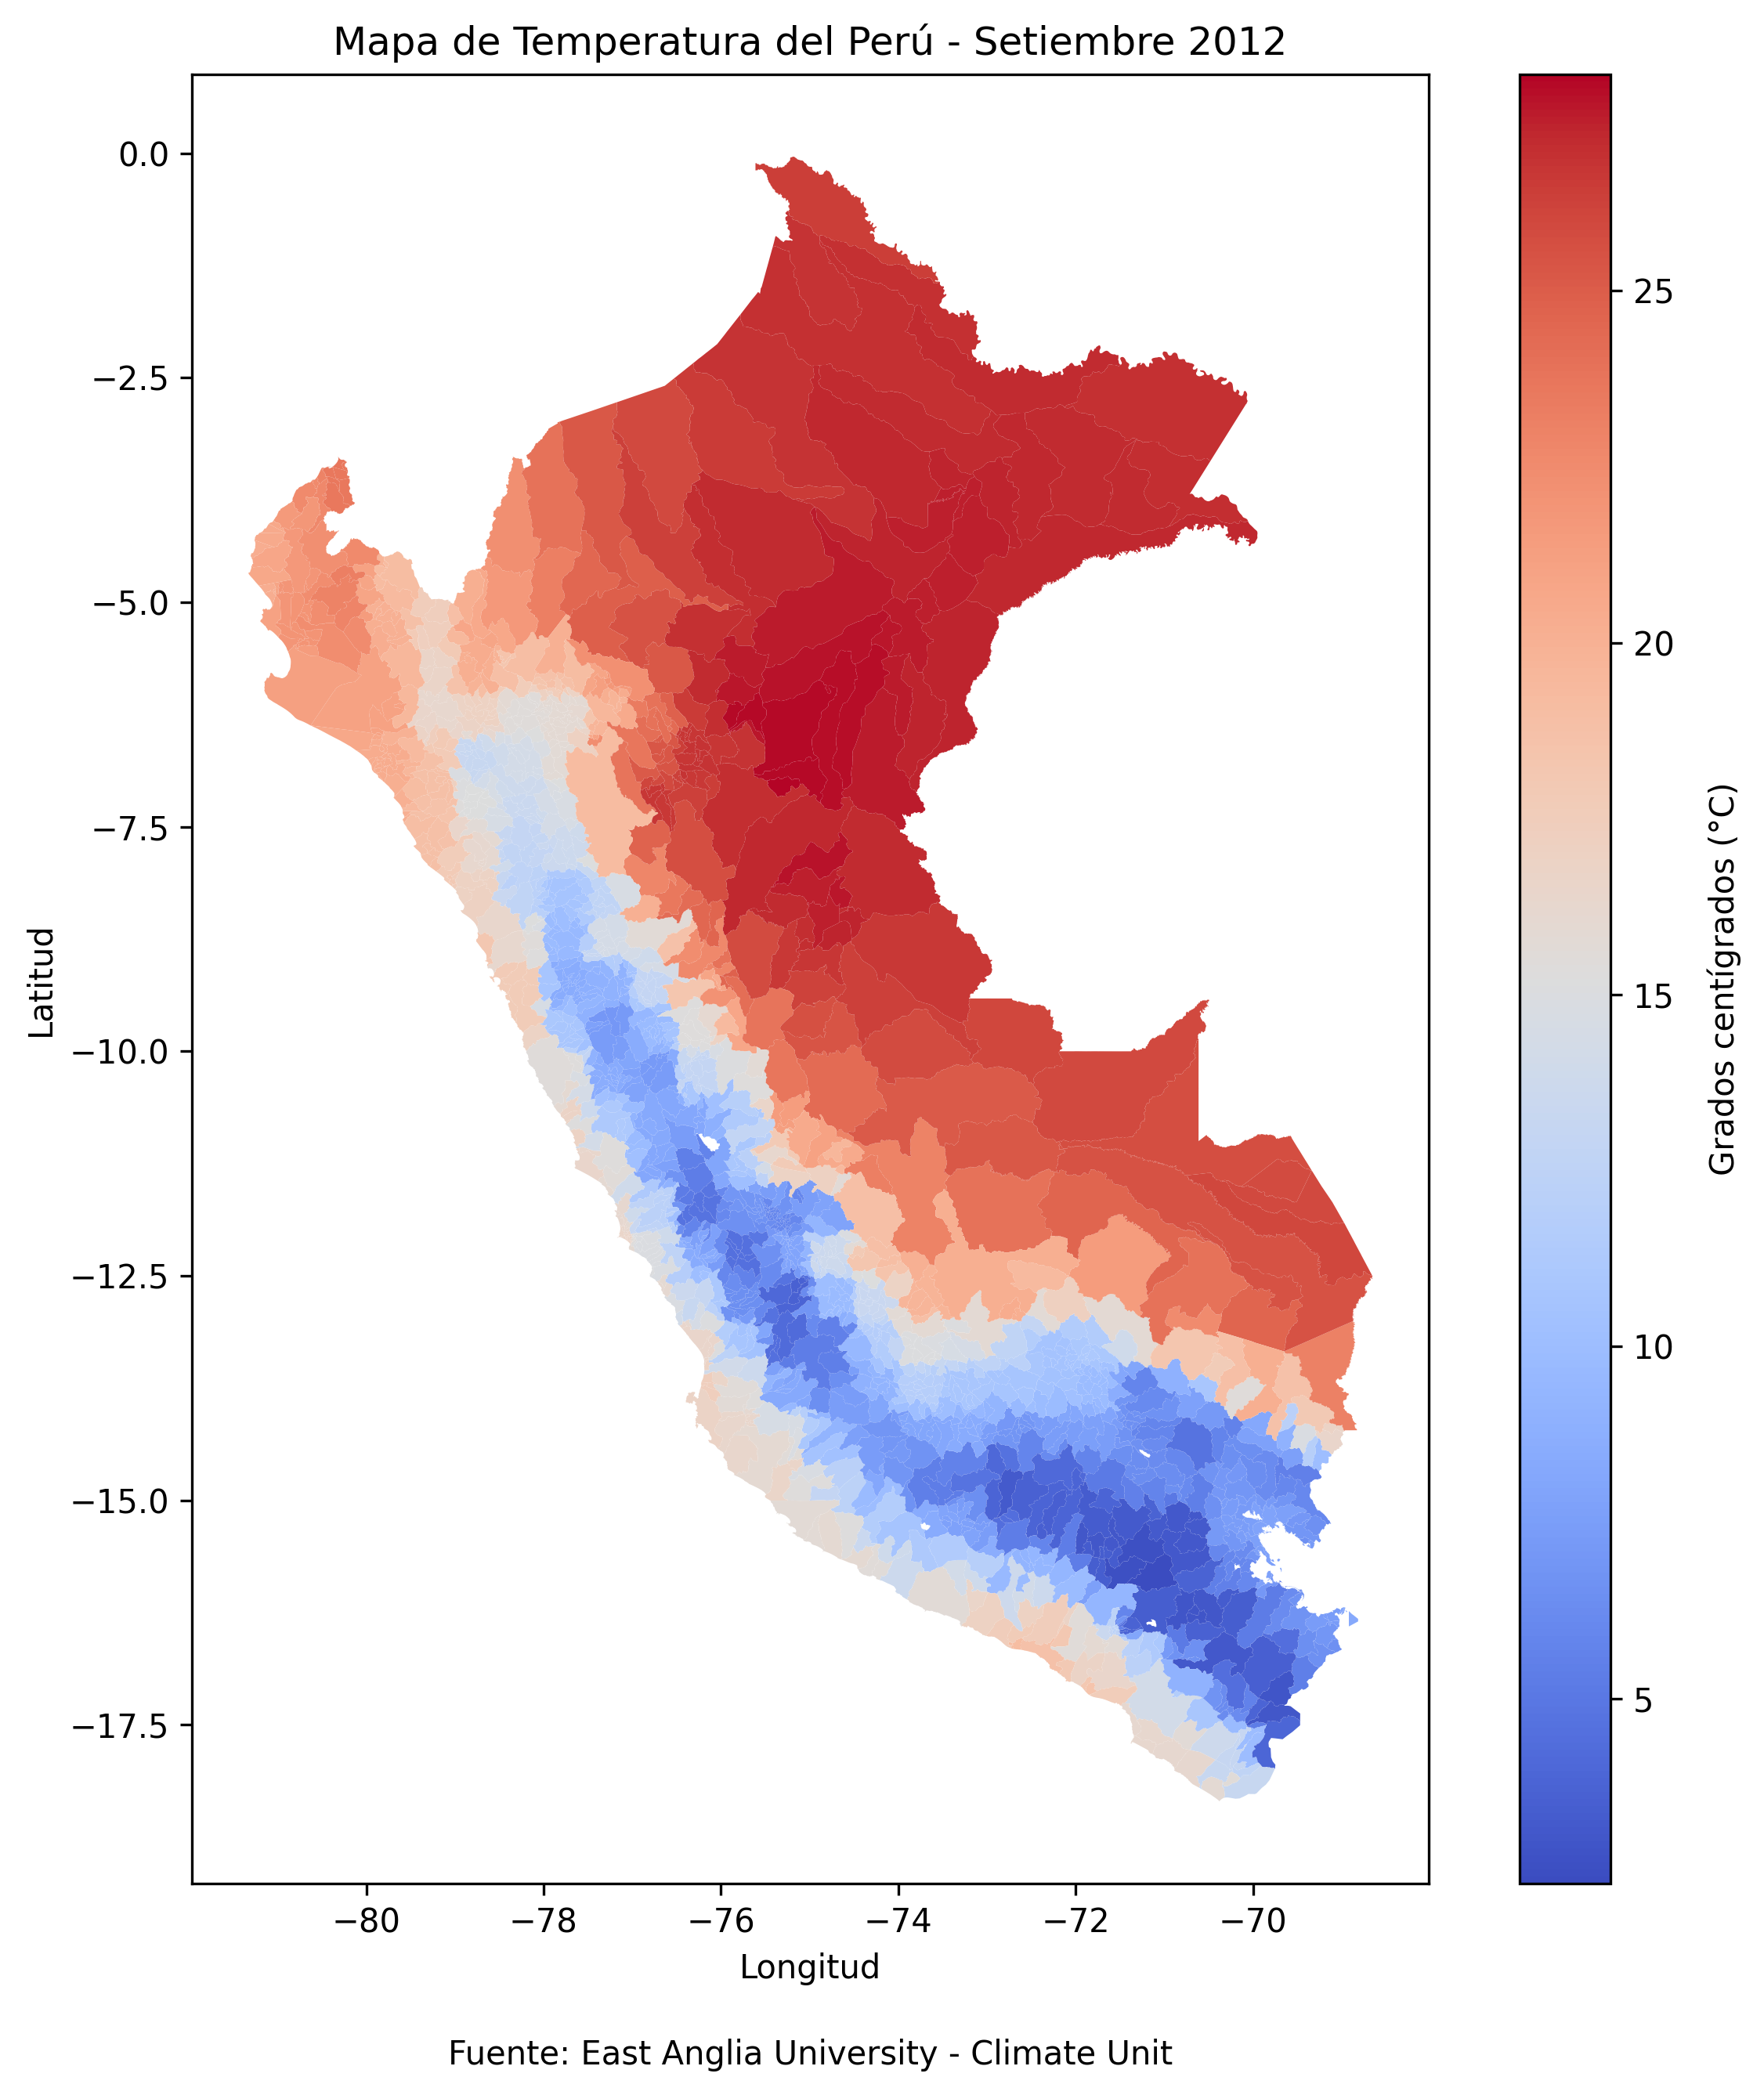 Mapa de Temperatura del Perú - Setiembre 2012
0.0
−2.5
−5.0
−7.5
−10.0
−12.5
−15.0
−17.5
Latitud
−80 −78 −76 −74 −72 −70
Longitud
25
20
15
10
5
Grados centígrados (°C)
Fuente: East Anglia University - Climate Unit